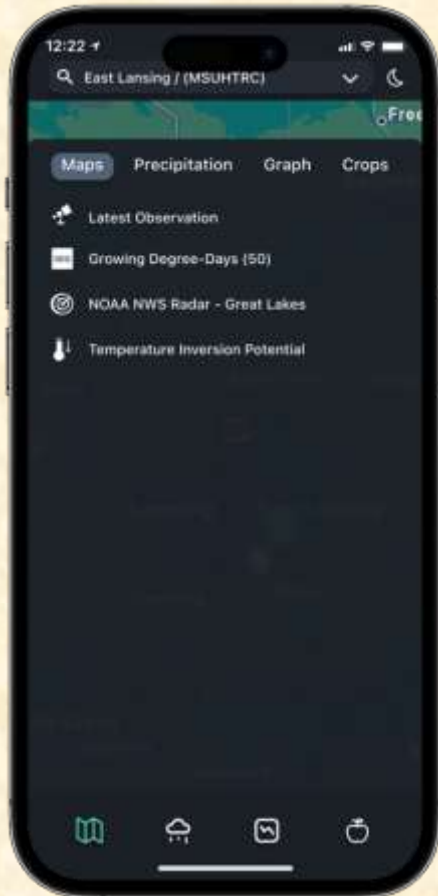 12:22
East Lansing / (MSUHTRC)
Free
Maps Precipitation Graph Crops
Latest Observation
Growing Degree-Days (50)
NOAA NWS Radar - Great Lakes
Temperature Inversion Potential